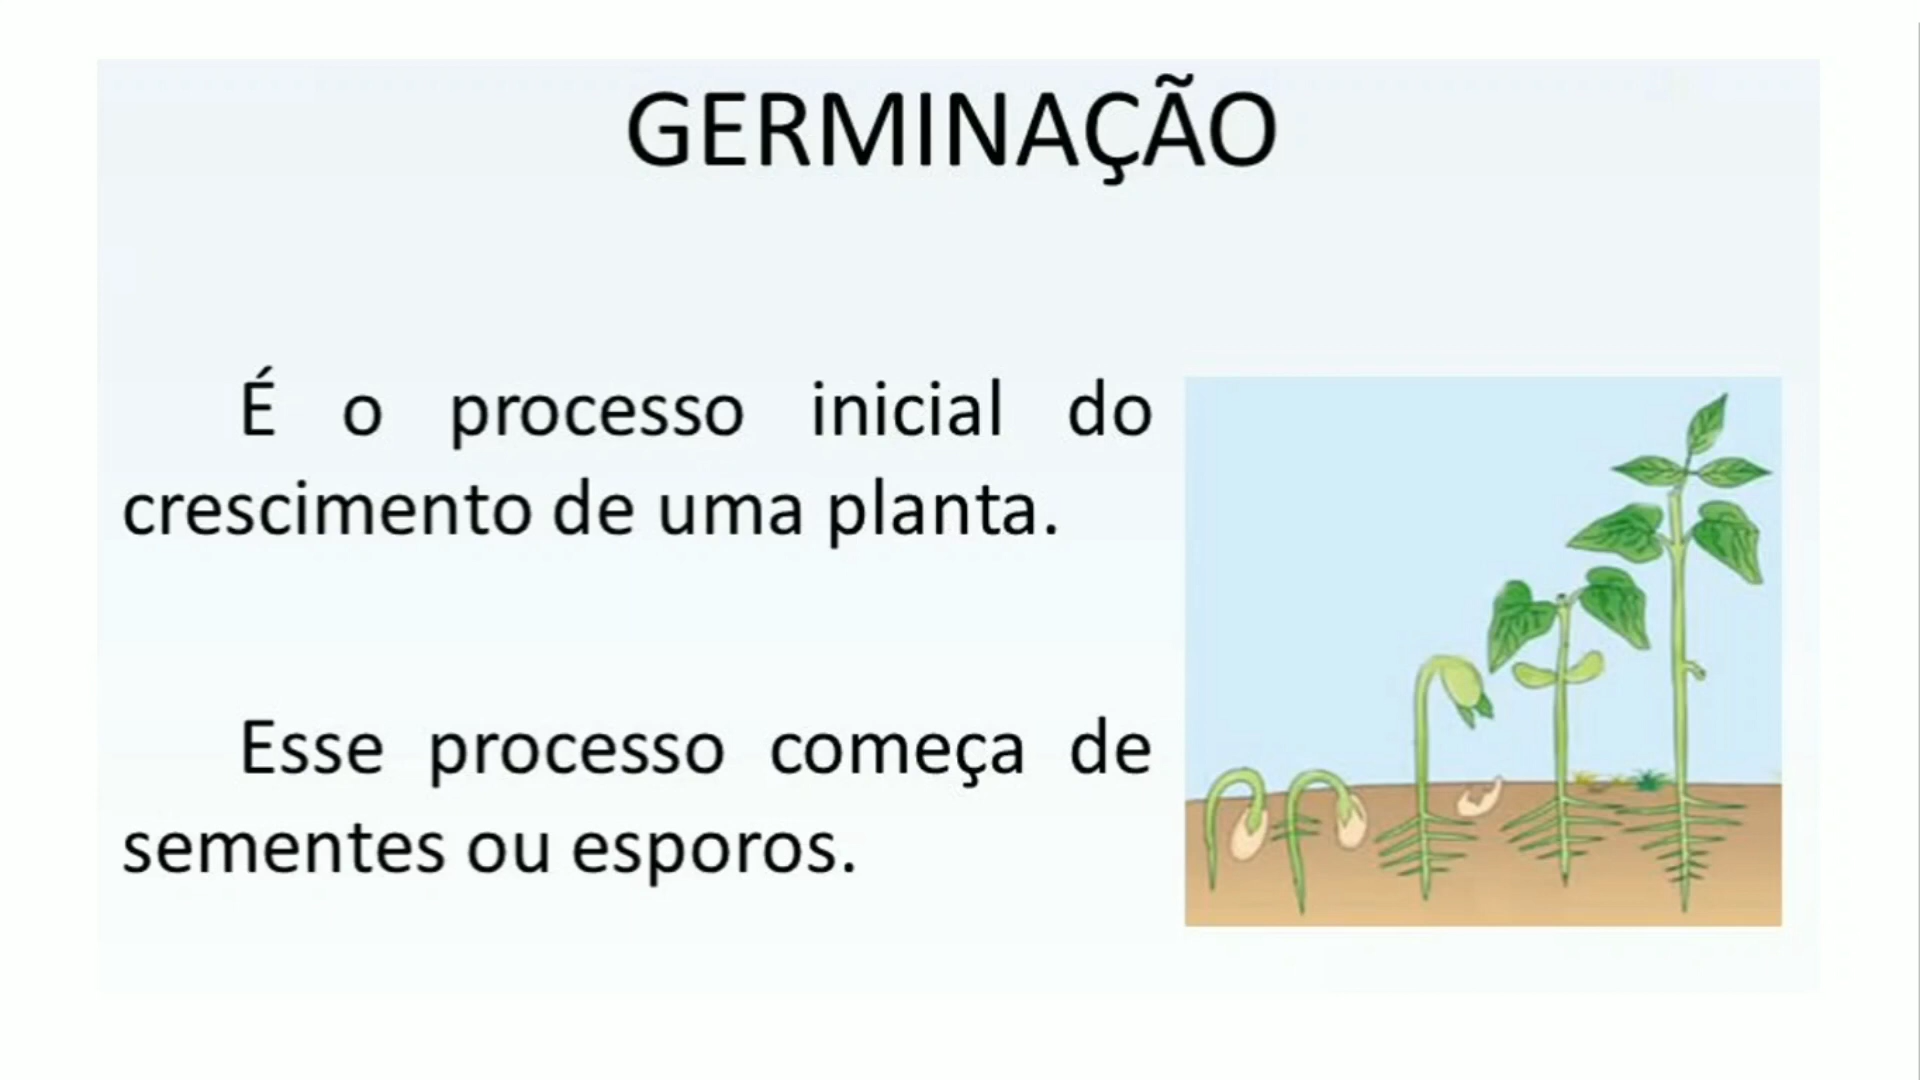 GERMINAÇÃO
É o processo inicial do
crescimento de uma planta.
Esse processo começa de
sementes ou esporos.